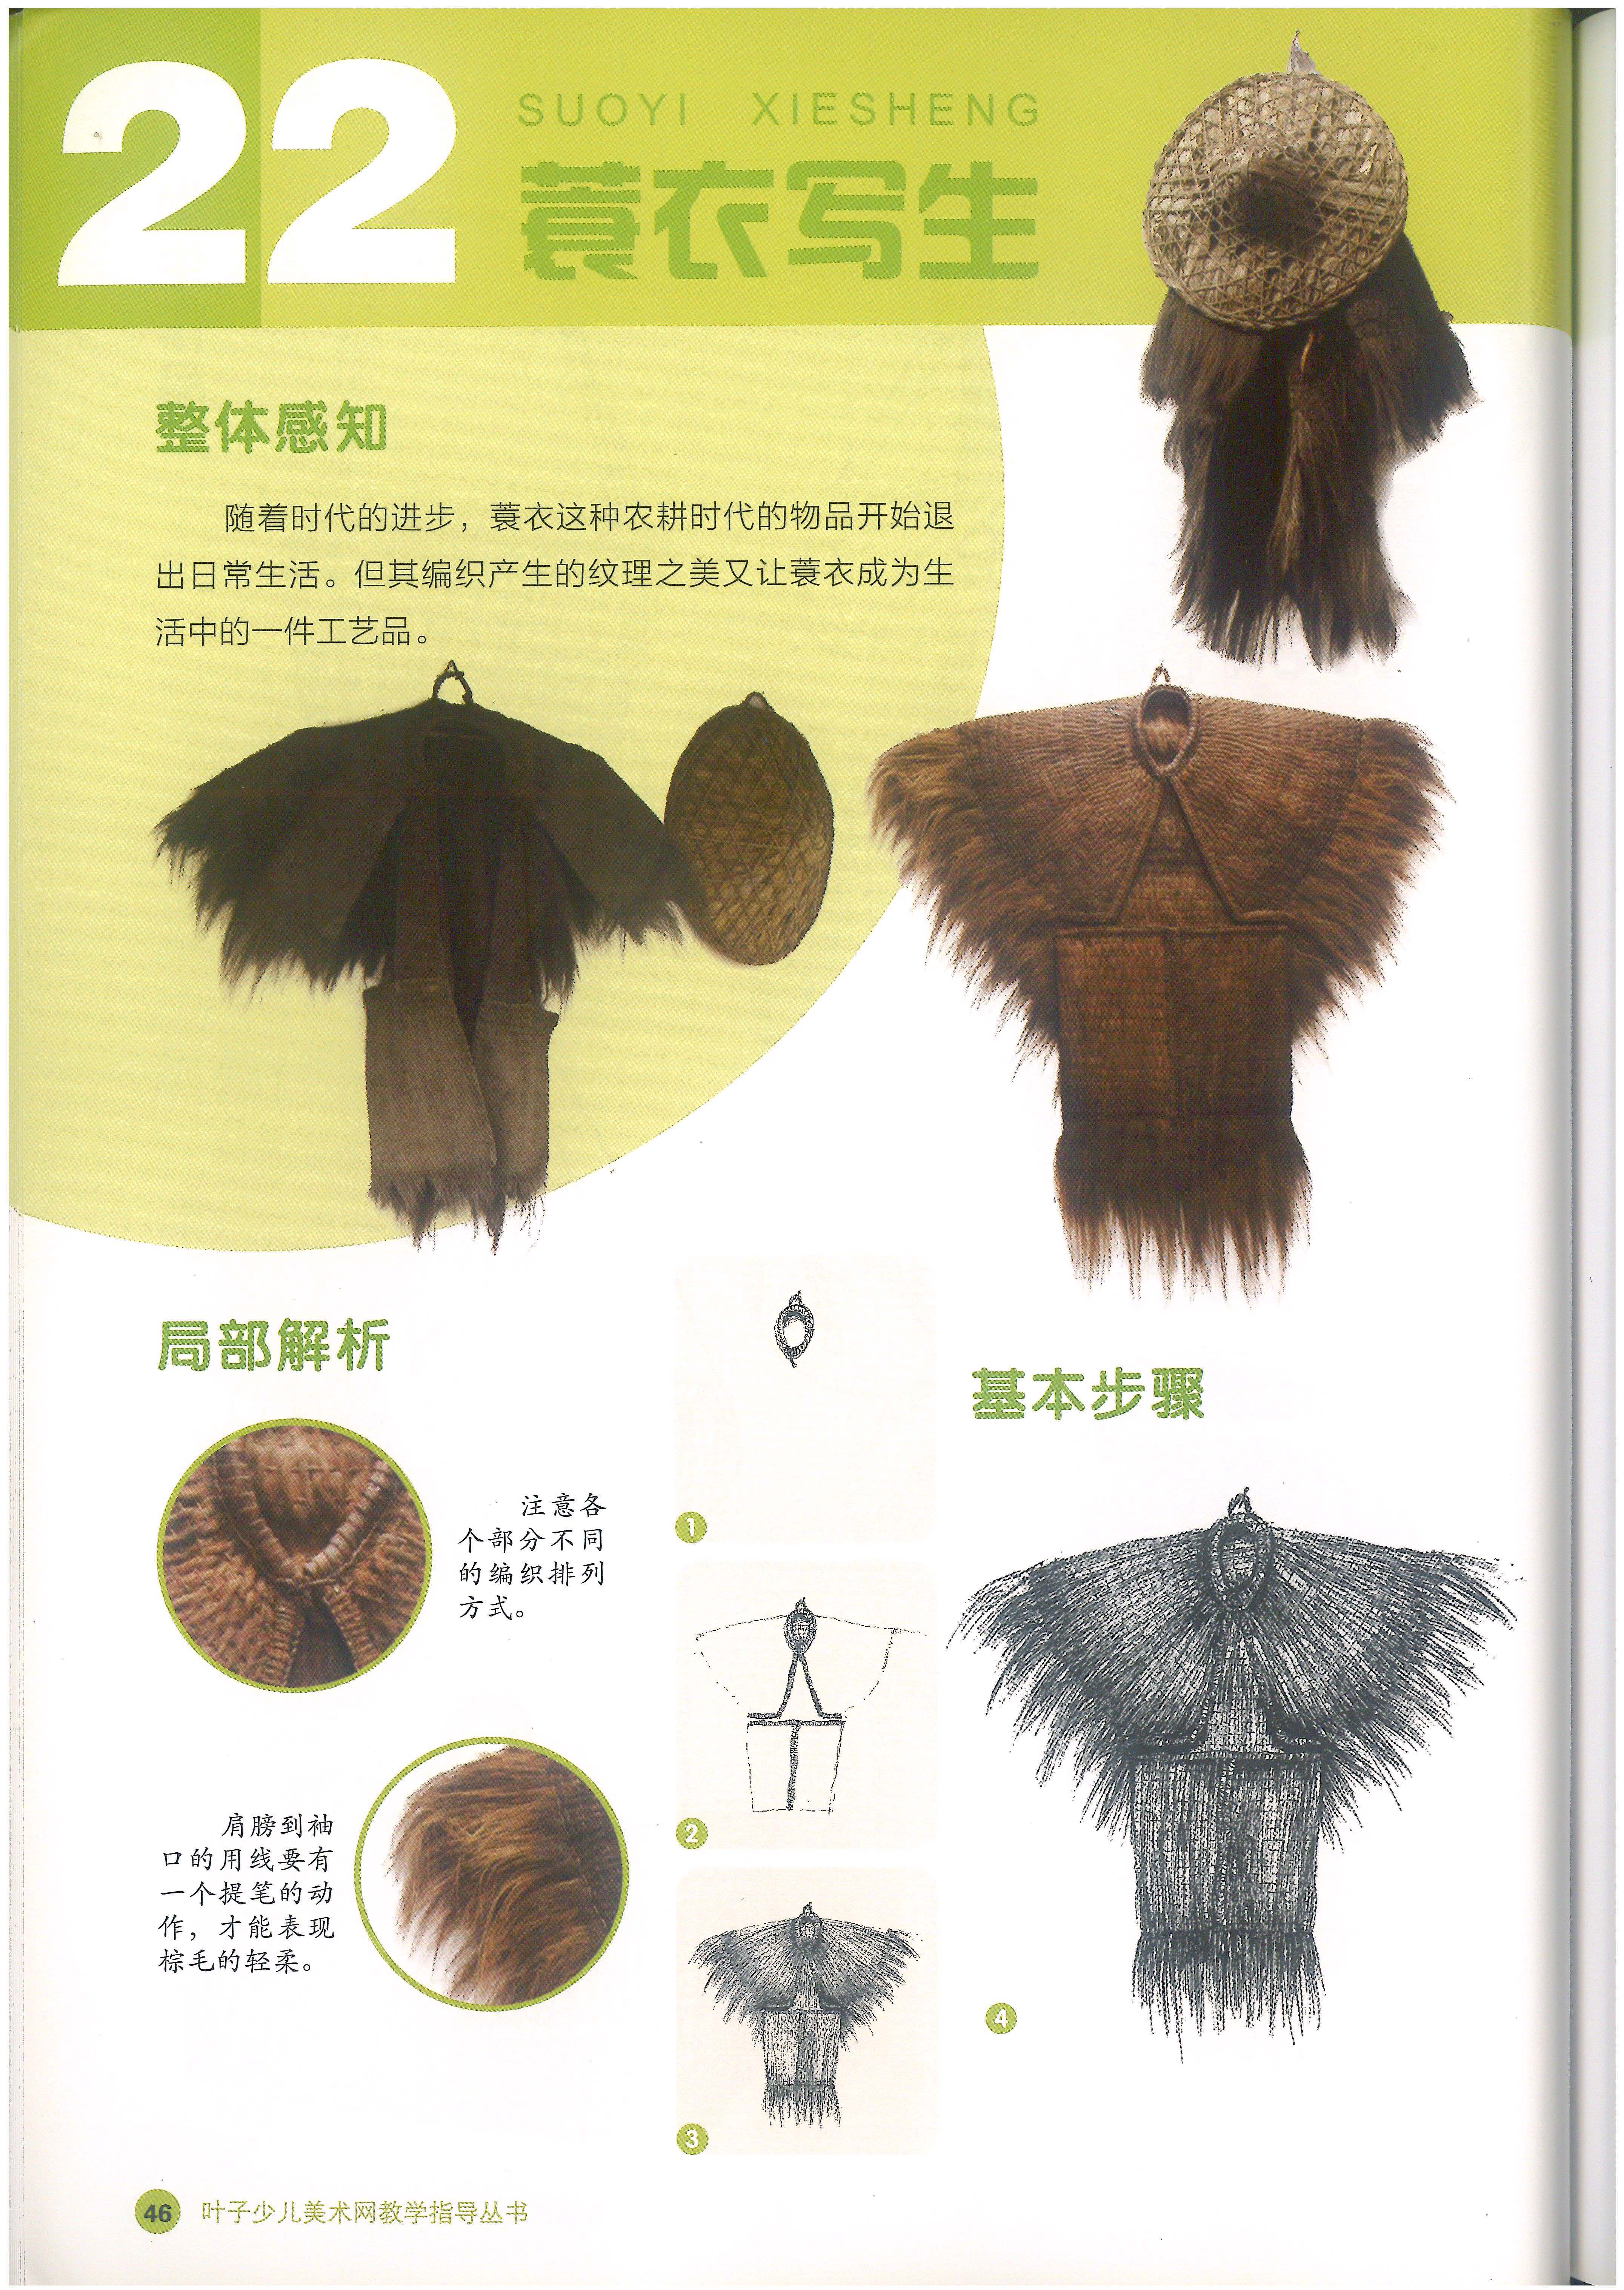 22
SUOYI XIESHENG
蓑衣写生
整体感知
随着时代的进步，蓑衣这种农耕时代的物品开始退
出日常生活。但其编织产生的纹理之美又让蓑衣成为生
活中的一件工艺品。
局部解析
注意各
个部分不同
的编织排列
方式。
肩膀到袖
口的用线要有
一个提笔的动
作，才能表现
棕毛的轻柔。
基本步骤
1
2
3
4
46 叶子少儿美术网教学指导丛书